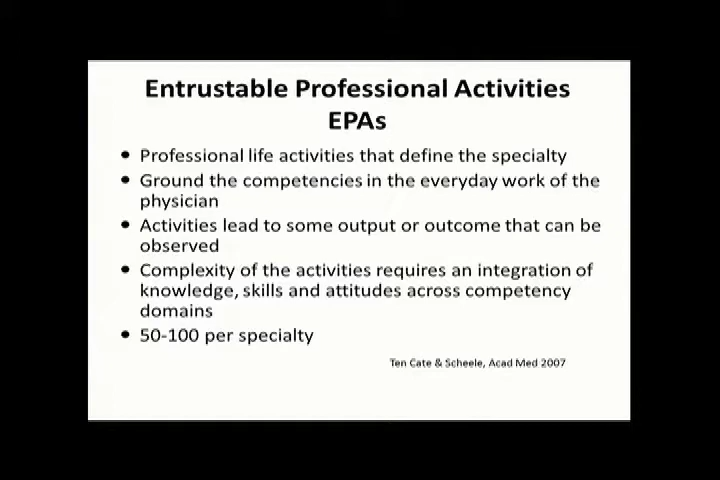 Entrustable Professional Activities
EPAs
• Professional life activities that define the specialty
• Ground the competencies in the everyday work of the
physician
• Activities lead to some output or outcome that can be
observed
• Complexity of the activities requires an integration of
knowledge, skills and attitudes across competency
domains
• 50-100 per specialty
Ten Cate & Scheele, Acad Med 2007